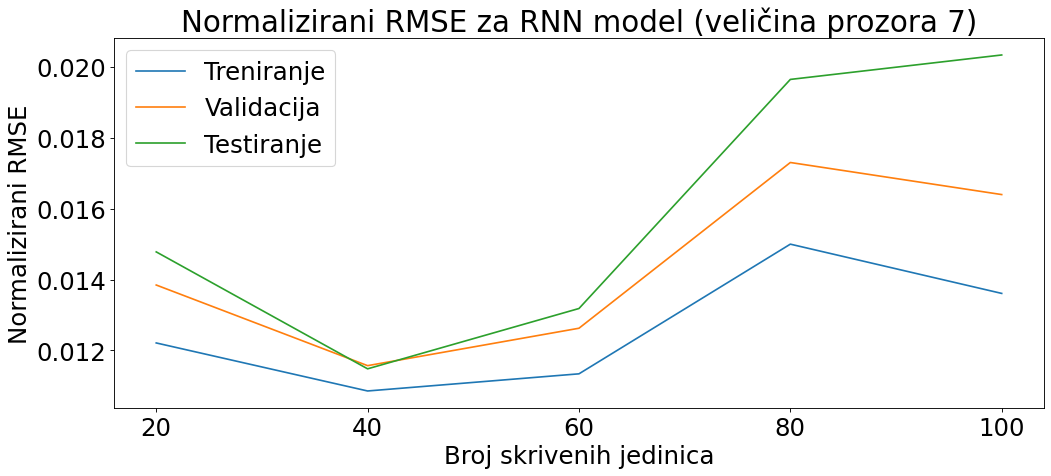 Normalizirani RMSE za RNN model (veličina prozora 7)
Treniranje
Validacija
Testiranje
Normalizirani RMSE
0.020
0.018
0.016
0.014
0.012
20 40 60 80 100
Broj skrivenih jedinica